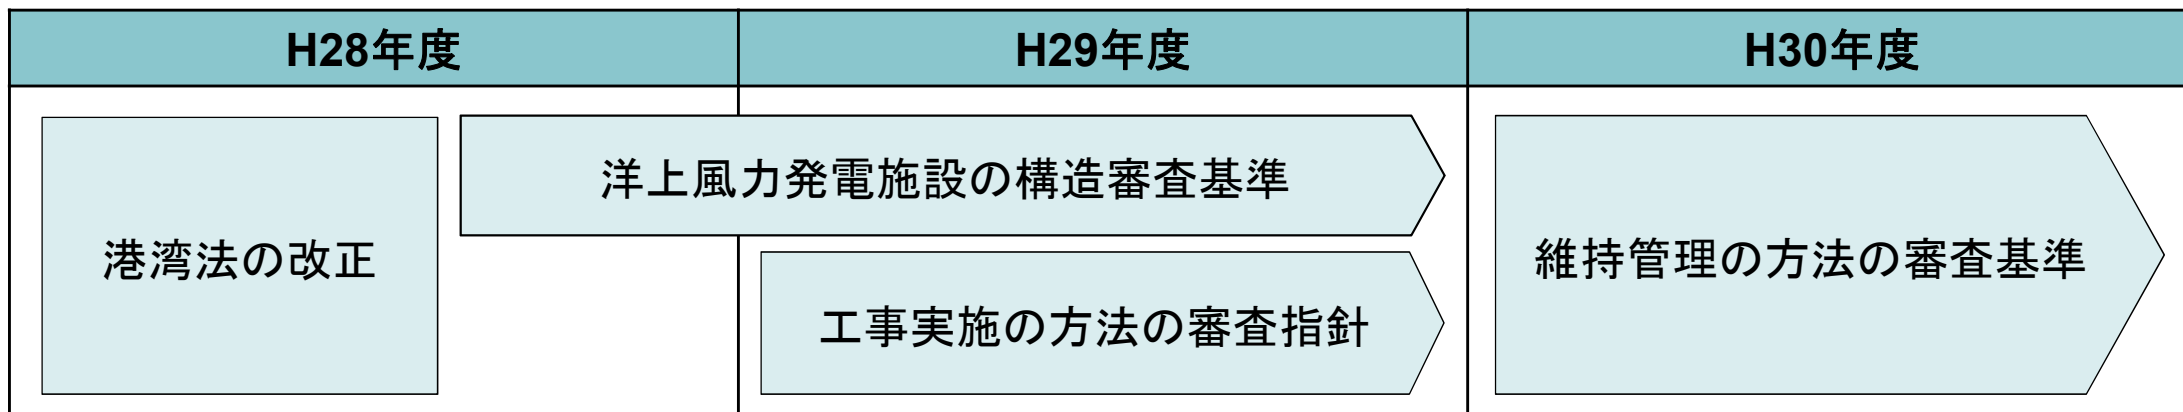 H28年度
H29年度
H30年度
港湾法の改正
洋上風力発電施設の構造審査基準
工事実施の方法の審査指針
維持管理の方法の審査基準